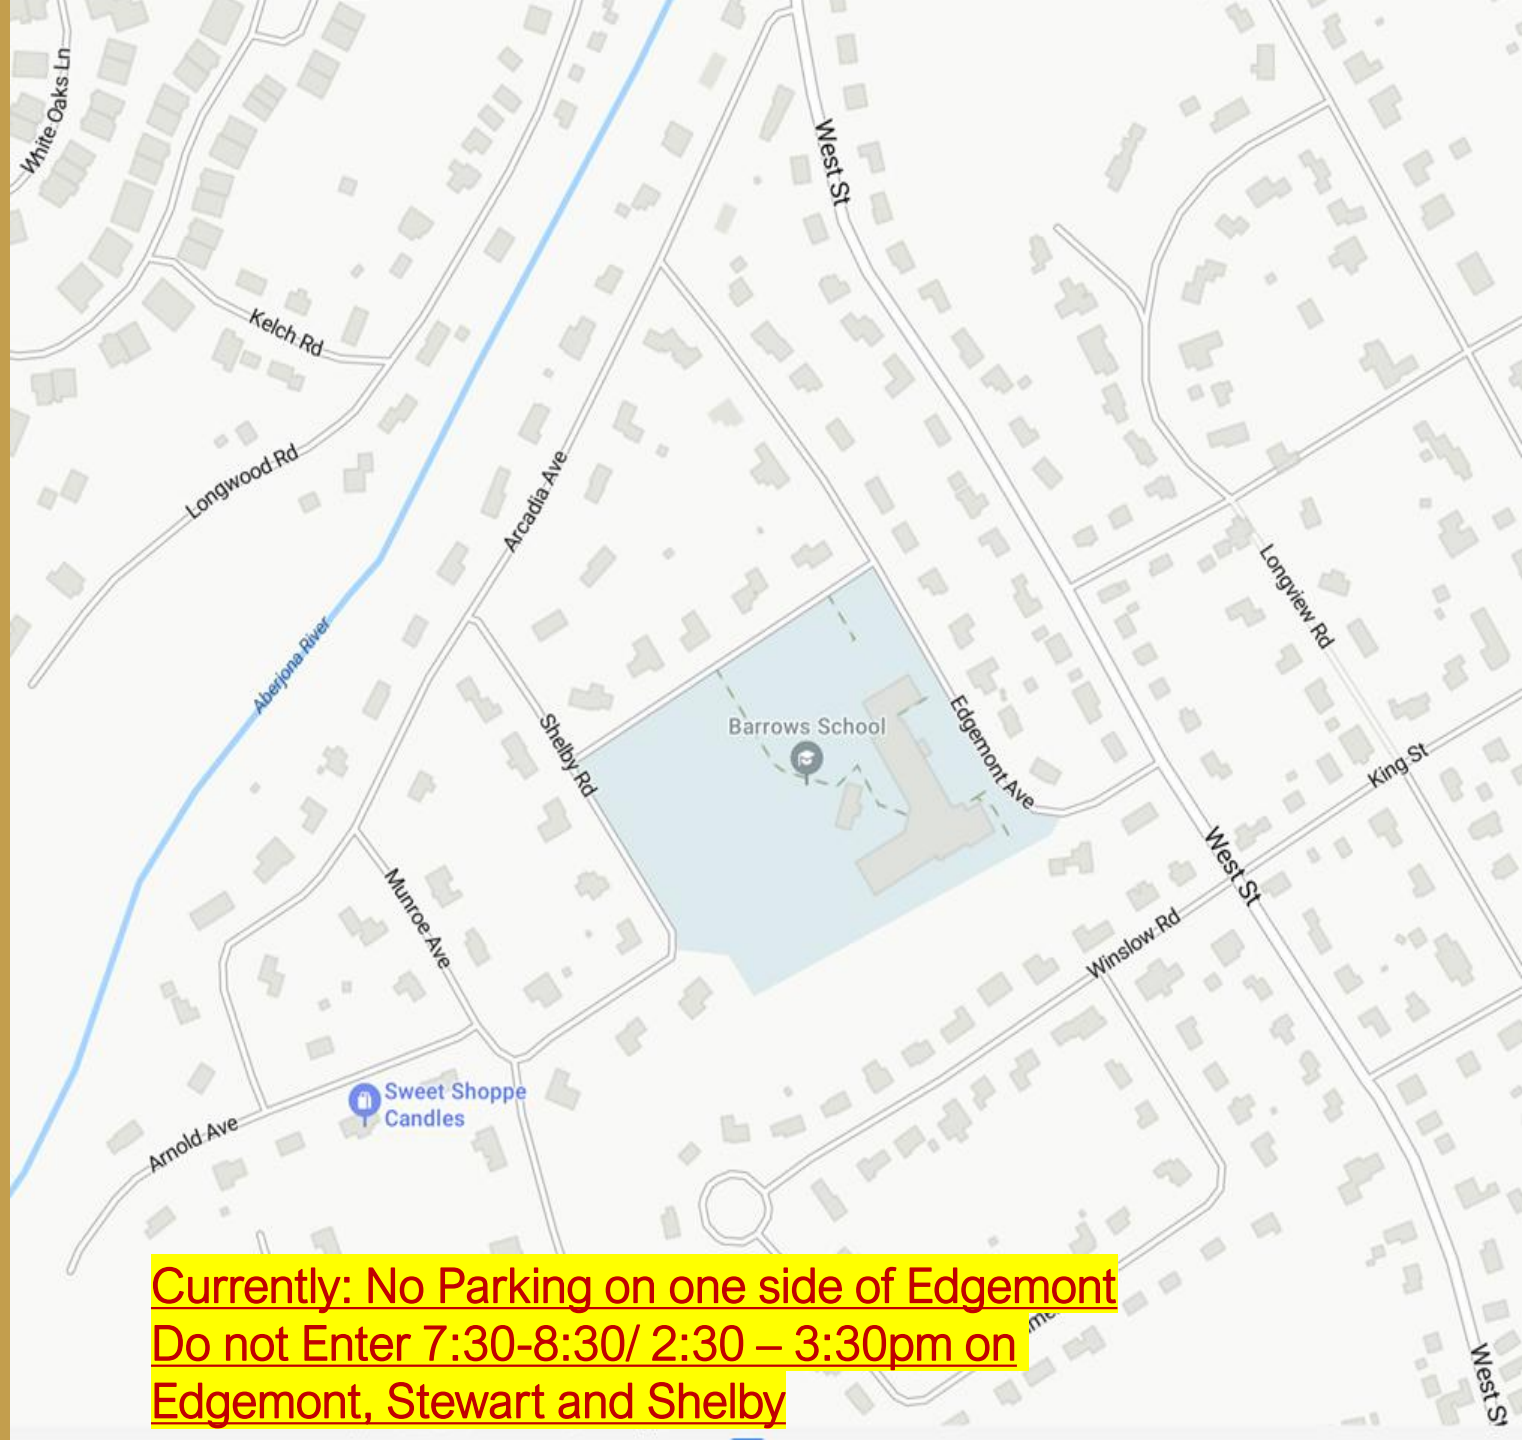 White Oaks Ln
West St
Kelch Rd
Longwood Rd
Arcadia Ave
Aberjona River
Longview Rd
Barrows School
Edgemont Ave
Shelby Rd
King St
West St
Munroe Ave
Winslow Rd
Sweet Shoppe
Candles
Arnold Ave
Currently: No Parking on one side of Edgemont
Do not Enter 7:30-8:30/ 2:30 – 3:30pm on
Edgemont, Stewart and Shelby
West St